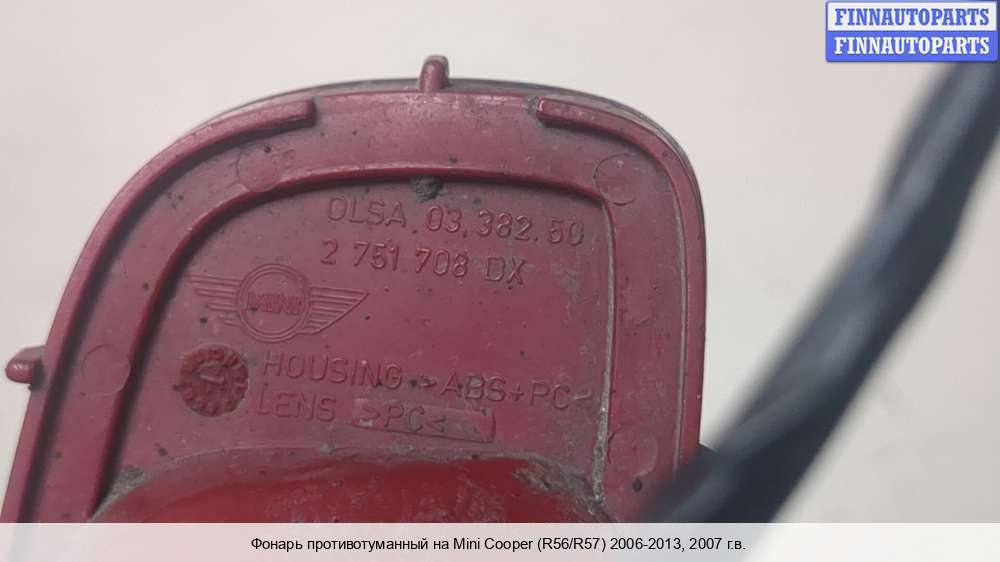 FINNAUTOPARTS
FINNAUTOPARTS
OLSA .03.382.50
2 751 708 DX
MINI
HOUSING >ABS+PC<
LENS >PC<
Фонарь противотуманный на Mini Cooper (R56/R57) 2006-2013, 2007 г.в.